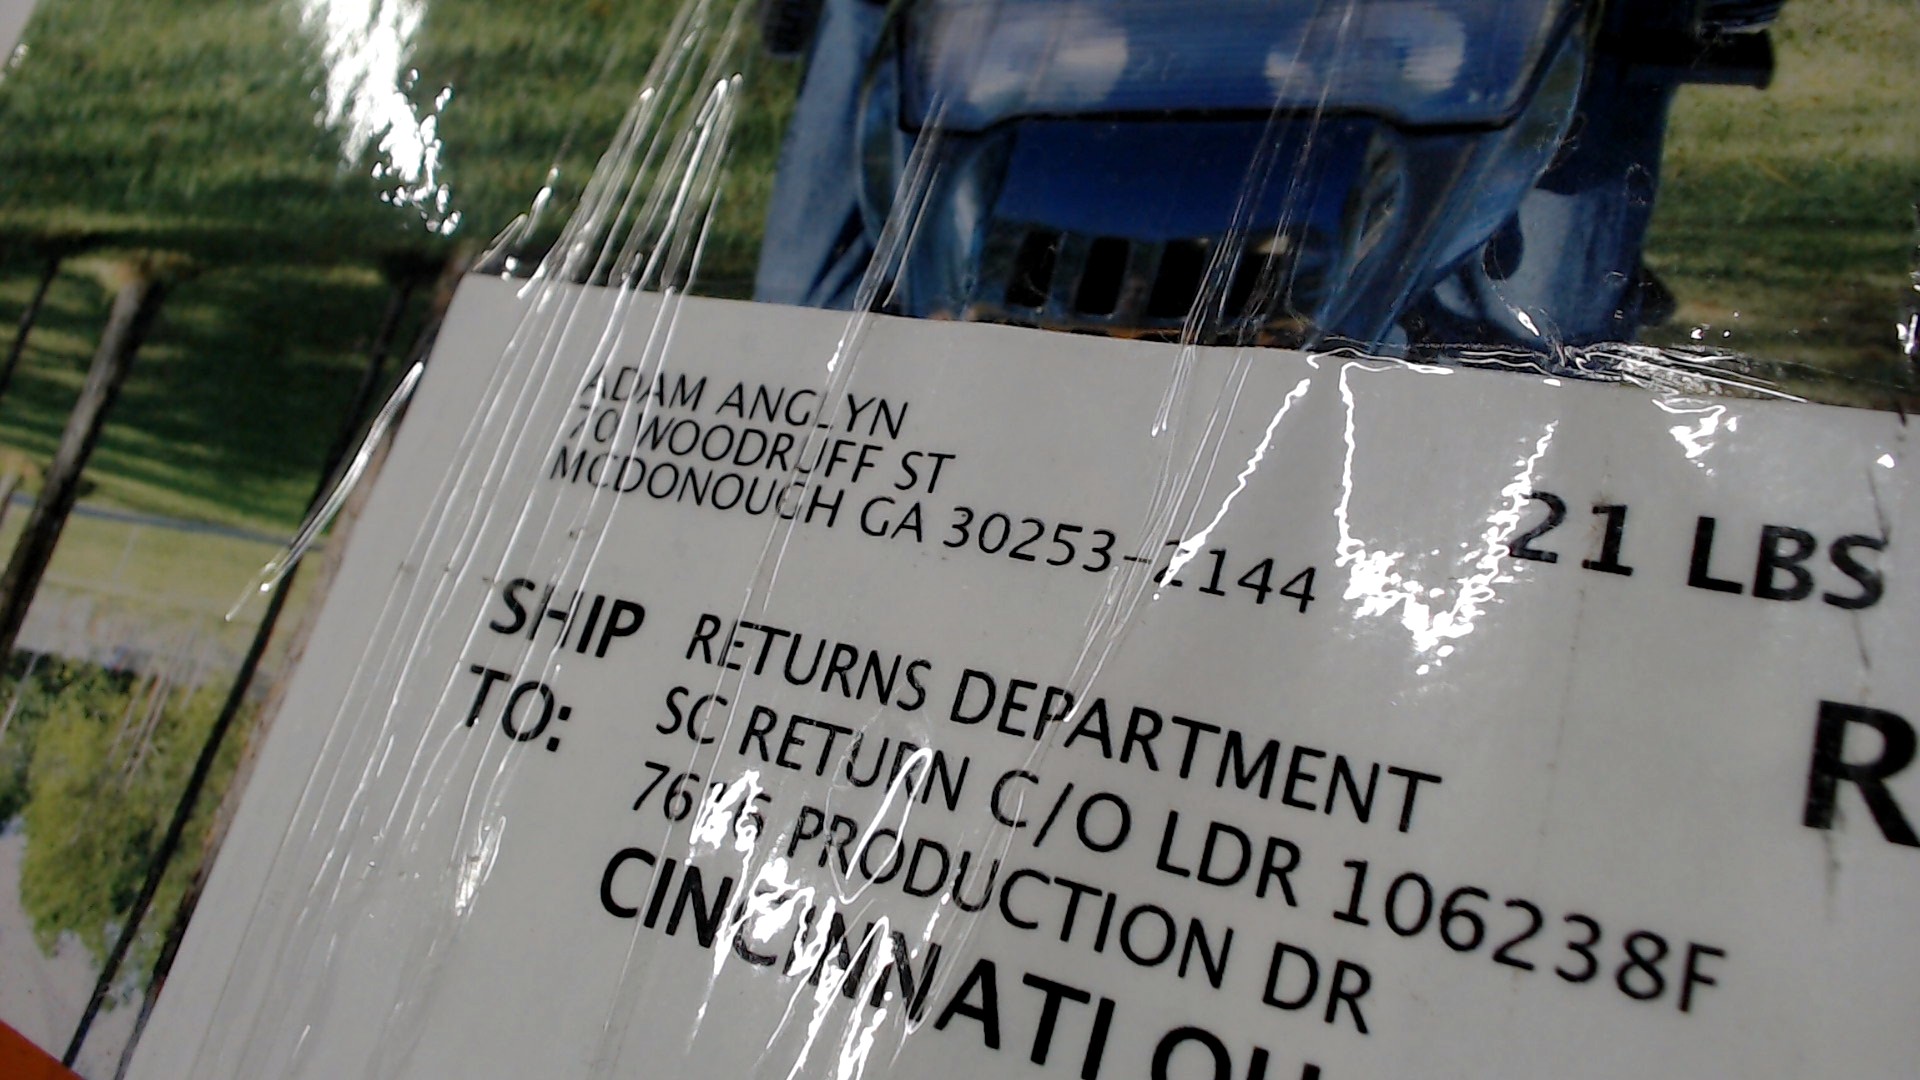 ADAM ANGLYN
70 WOODRUFF ST
MCDONOUGH GA 30253-2144
21 LBS
SHIP TO:
RETURNS DEPARTMENT
SC RETURN C/O LDR 106238F
PRODUCTION DR
CINCINNATI